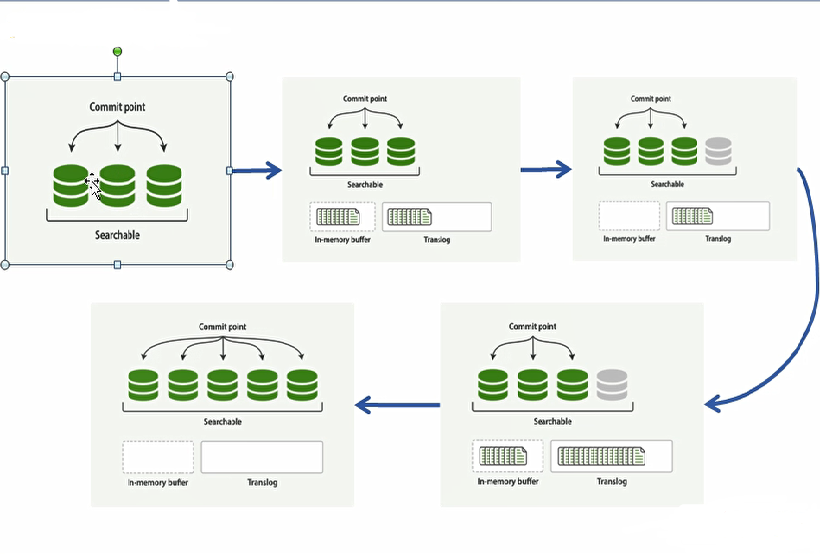 Commit point
Searchable
Commit point
Searchable
In-memory buffer
Translog
Commit point
Searchable
In-memory buffer
Translog
Commit point
Searchable
In-memory buffer
Translog
Commit point
Searchable
In-memory buffer
Translog